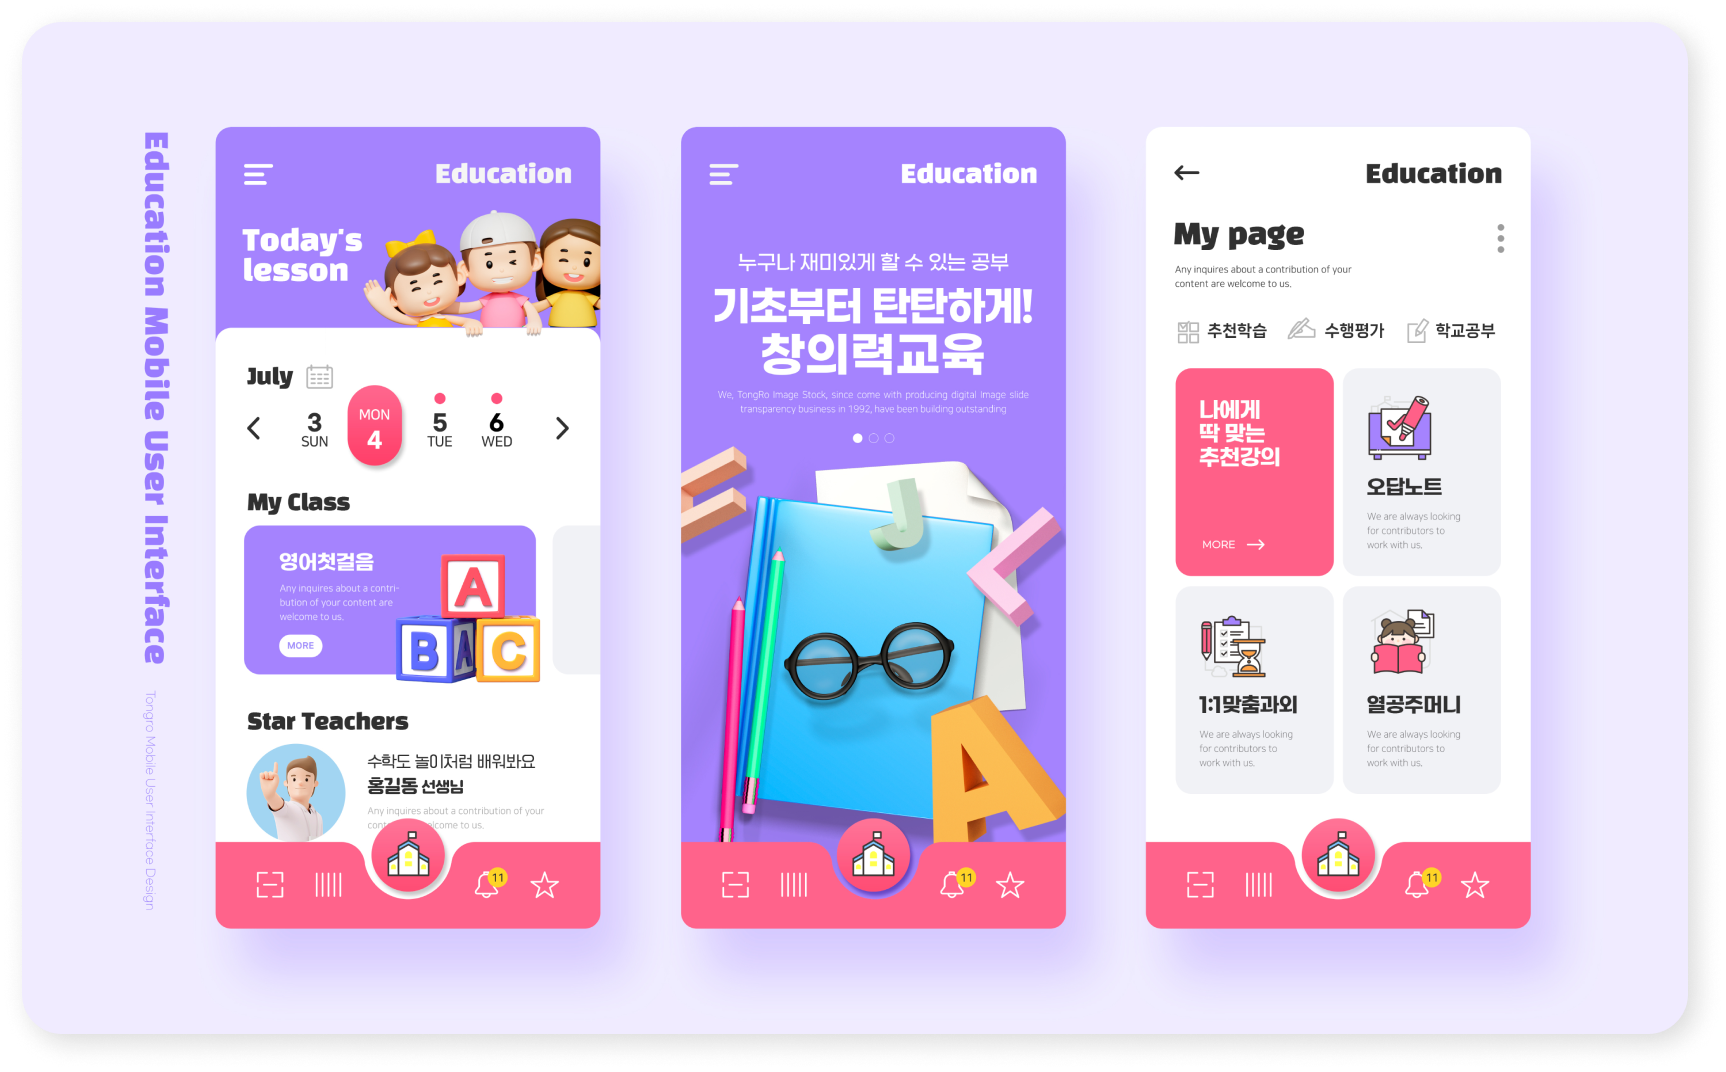 Education Mobile User Interface
Tongro Mobile User Interface Design
Education
Today's
lesson
July
3
SUN
MON
4
5
TUE
6
WED
My Class
영어첫걸음
Any inquires about a contri-
bution of your content are
welcome to us.
MORE
A
B
A
C
Star Teachers
수학도 놀이처럼 배워봐요
홍길동 선생님
Any inquires about a contribution of your
welcome to us.
11
Education
누구나 재미있게 할 수 있는 공부
기초부터 탄탄하게!
창의력교육
We, TongRo Image Stock, since come with producing digital image slide
transparency business in 1992, have been building outstanding
J
A
11
Education
My page
Any inquires about a contribution of your
content are welcome to us.
추천학습
수행평가
학교공부
나에게
딱 맞는
추천강의
MORE
오답노트
We are always looking
for contributors to
work with us.
1:1맞춤과외
We are always looking
for contributors to
work with us.
열공주머니
We are always looking
for contributors to
work with us.
11